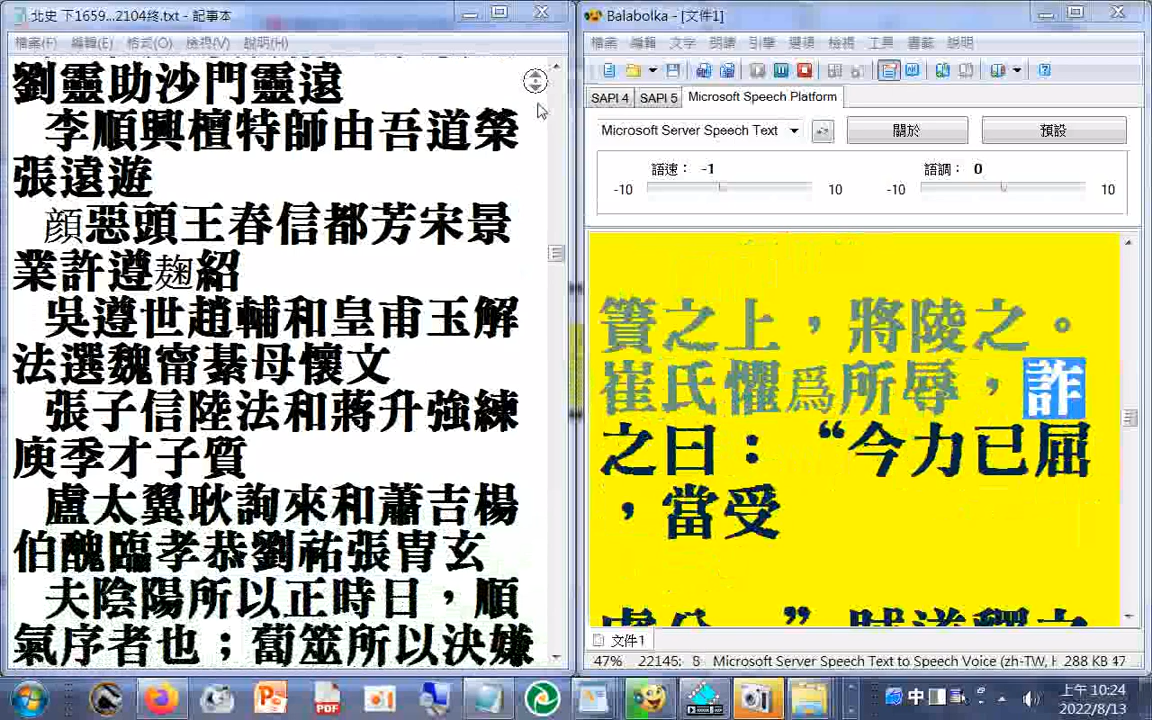 北史 下1659...2104終.txt - 記事本
檔案(F) 編輯(E) 格式(O) 檢視(V) 說明(H)
劉靈助沙門靈遠
李順興檀特師由吾道榮
張遠遊
顏惡頭王春信都芳宋景
業許遵麹紹
吳遵世趙輔和皇甫玉解
法選魏甯綦母懷文
張子信陸法和蔣升強練
庾季才子質
盧太翼耿詢來和蕭吉楊
伯醜臨孝恭劉祐張胄玄
夫陰陽所以正時日，順
氣序者也；蔔筮所以決嫌
Balabolka - [文件1]
檔案 編輯 文字 朗讀 引擎 選項 檢視 工具 書籤 說明
SAPI 4 SAPI 5 Microsoft Speech Platform
Microsoft Server Speech Text 關於 預設
語速： -1 語調： 0
-10 10 -10 10
簀之上，將陵之。
崔氏懼爲所辱，詐
之曰：“今力已屈
，當受
文件1
47% 22145: 8 Microsoft Server Speech Text to Speech Voice (zh-TW, H 288 KB 47
PDF
中
上午 10:24
2022/8/13